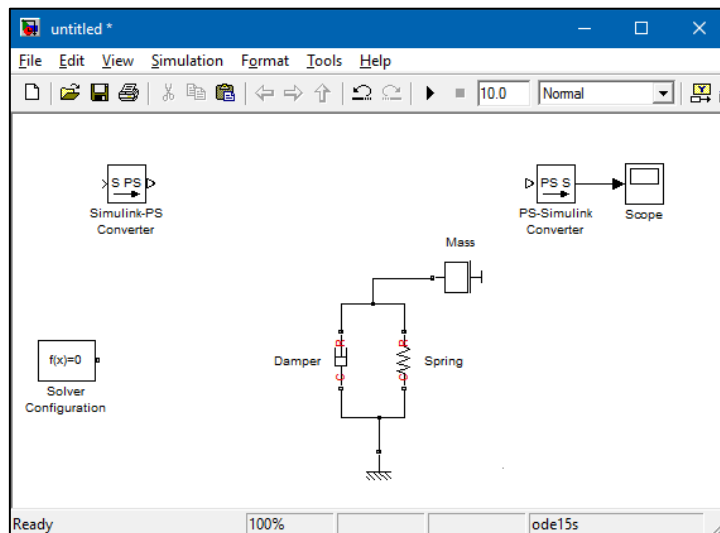 untitled *
File Edit View Simulation Format Tools Help
10.0 Normal
S PS
Simulink-PS
Converter
PS S
PS-Simulink
Converter
Scope
Mass
R R
Damper Spring
C C
f(x)=0
Solver
Configuration
Ready 100% ode15s